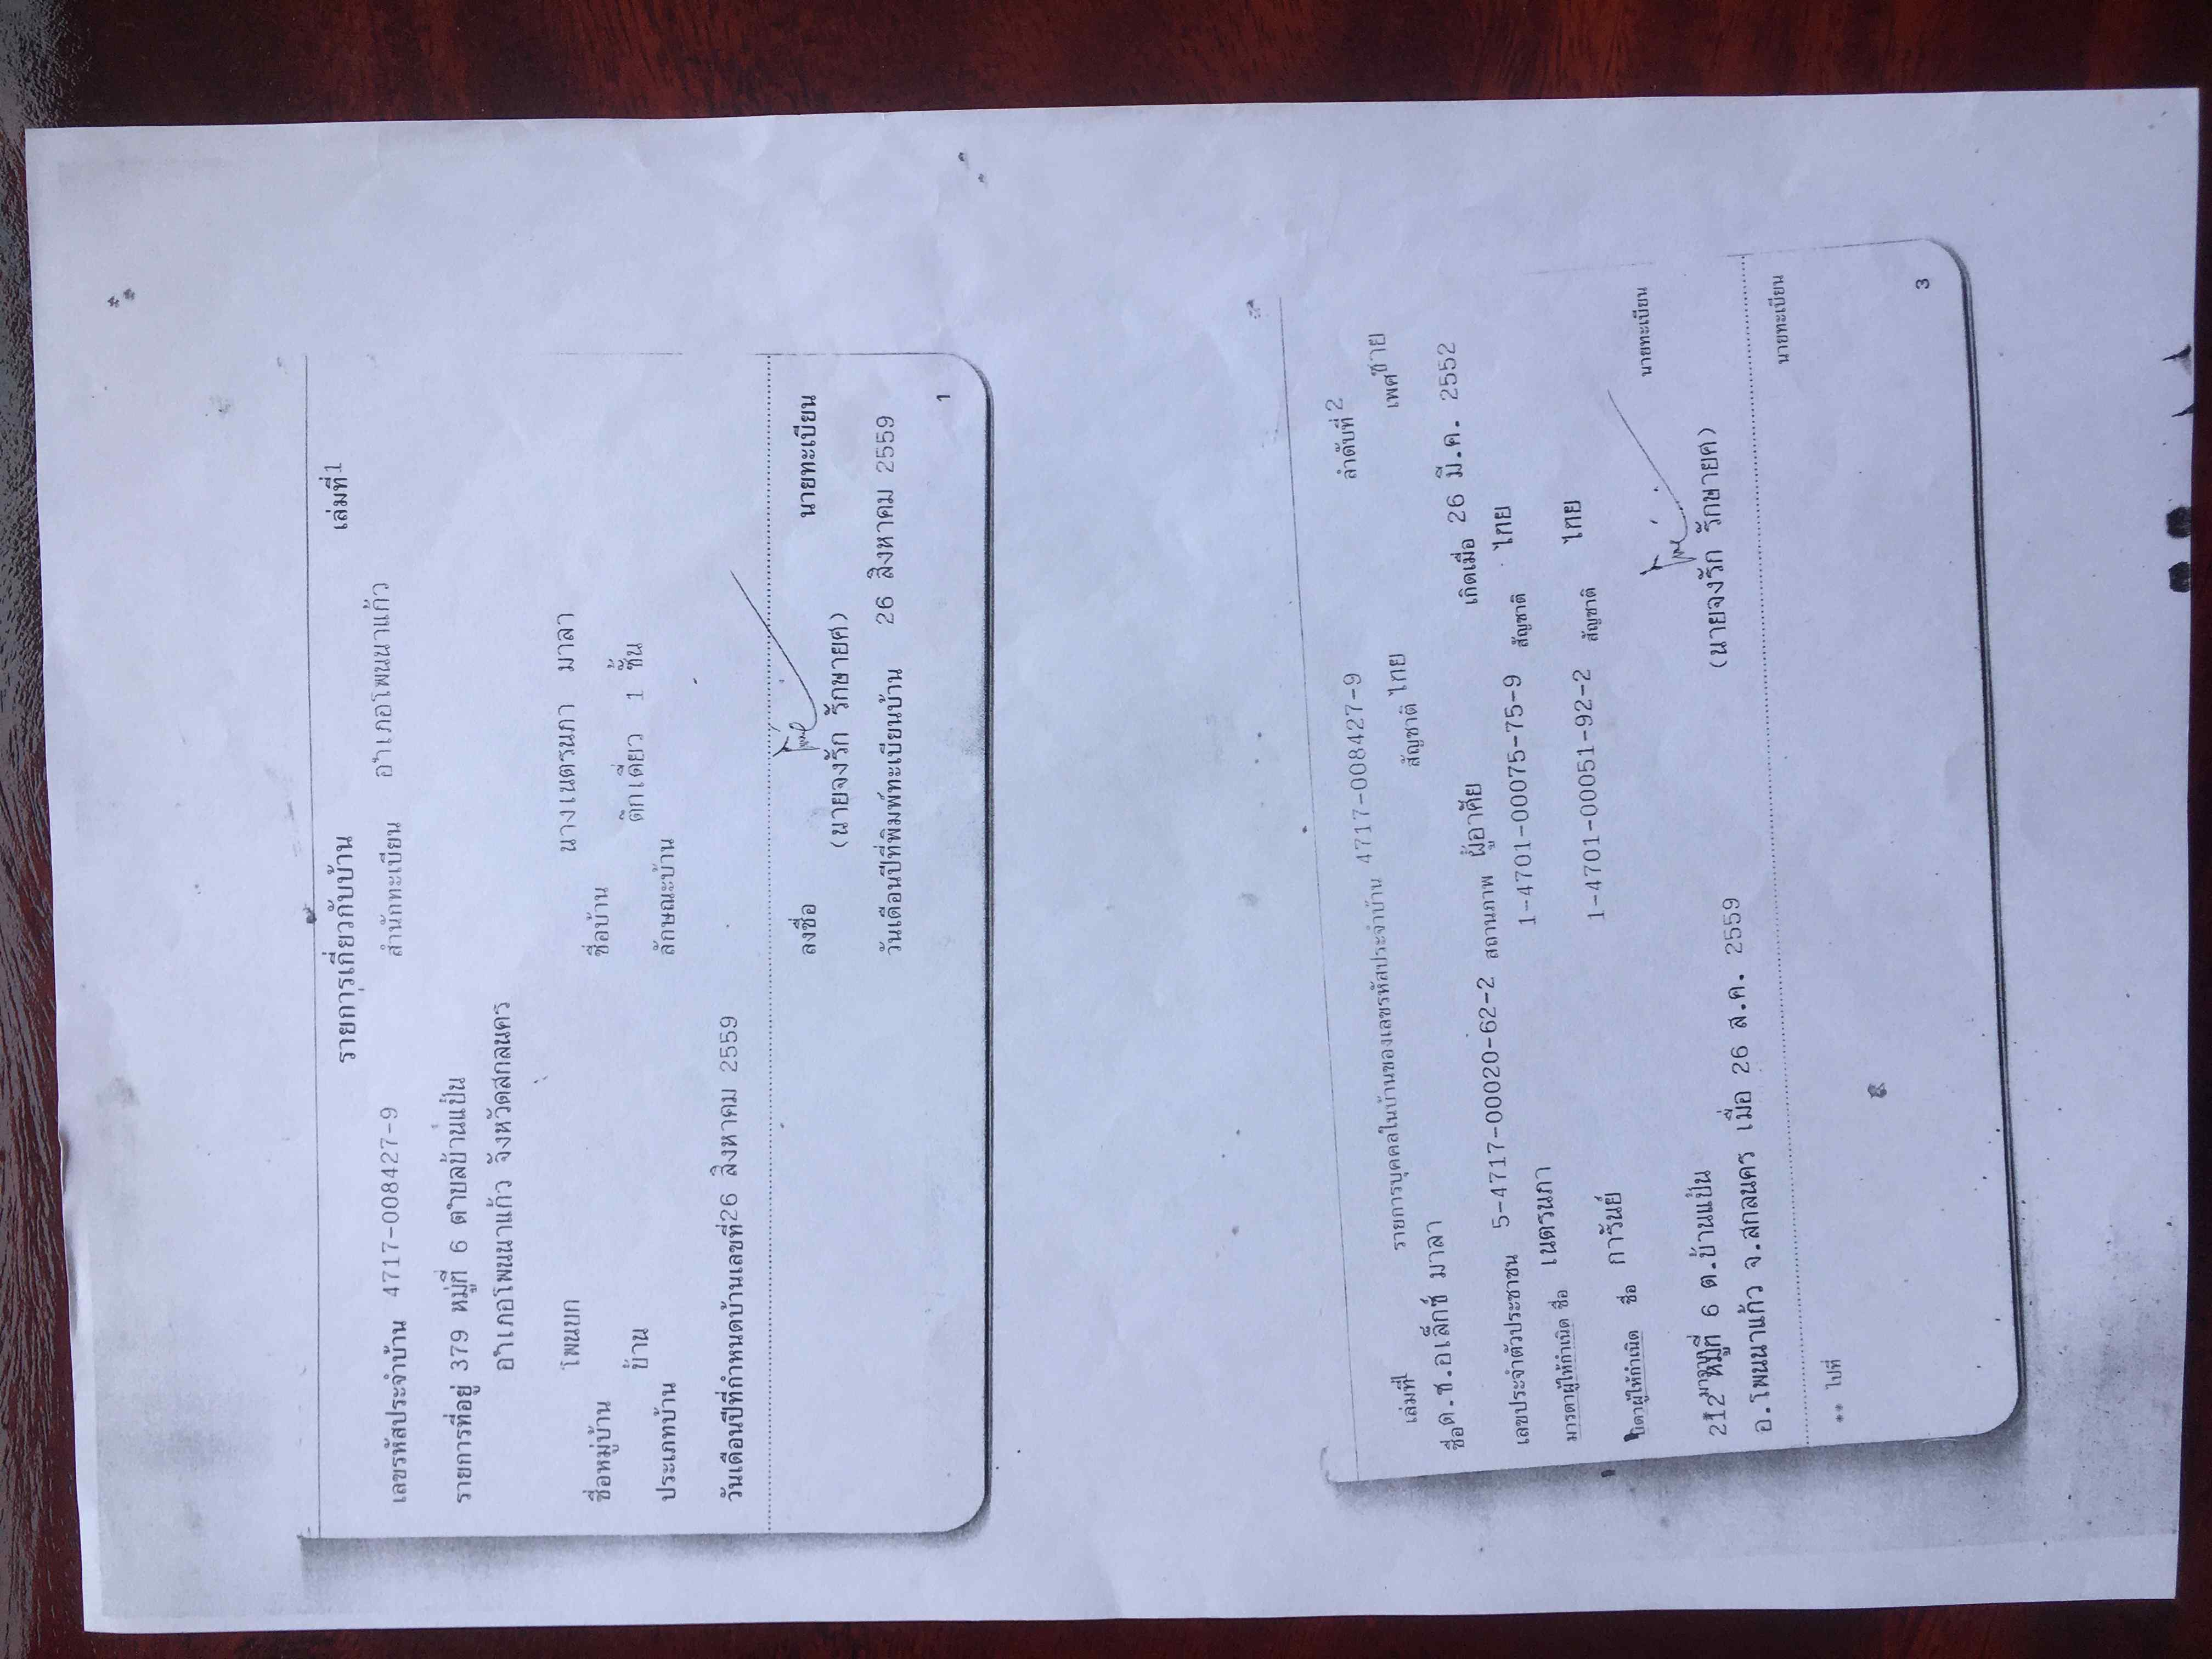 รายการเกี่ยวกับบ้าน เล่มที่ 1
เลขรหัสประจำบ้าน 4717-008427-9 สำนักทะเบียน อำเภอโพนนาแก้ว
รายการที่อยู่ 379 หมู่ที่ 6 ตำบลบ้านแป้น
อำเภอโพนนาแก้ว จังหวัดสกลนคร
ชื่อหมู่บ้าน โพนบก ชื่อบ้าน นางเนตรนภา มาลา
ประเภทบ้าน บ้าน ลักษณะบ้าน ตึกเดี่ยว 1 ชั้น
วันเดือนปีที่กำหนดบ้านเลขที่ 26 สิงหาคม 2559
ลงชื่อ นายทะเบียน
(นายจงรัก รักษายศ)
วันเดือนปีที่พิมพ์ทะเบียนบ้าน 26 สิงหาคม 2559
1
เล่มที่ 1 รายการบุคคลในบ้านของเลขรหัสประจำบ้าน 4717-008427-9 ลำดับที่ 2
ชื่อ ด.ช.อเล็กซ์ มาลา สัญชาติ ไทย เพศ ชาย
เลขประจำตัวประชาชน 5-4717-00020-62-2 สถานภาพ ผู้อาศัย เกิดเมื่อ 26 มี.ค. 2552
มารดาผู้ให้กำเนิด ชื่อ เนตรนภา 1-4701-00075-75-9 สัญชาติ ไทย
บิดาผู้ให้กำเนิด ชื่อ การันย์ 1-4701-00051-92-2 สัญชาติ ไทย
212 หมู่ที่ 6 ต.บ้านแป้น
อ.โพนนาแก้ว จ.สกลนคร เมื่อ 26 ส.ค. 2559 นายทะเบียน
(นายจงรัก รักษายศ)
** ไปที่ นายทะเบียน
3